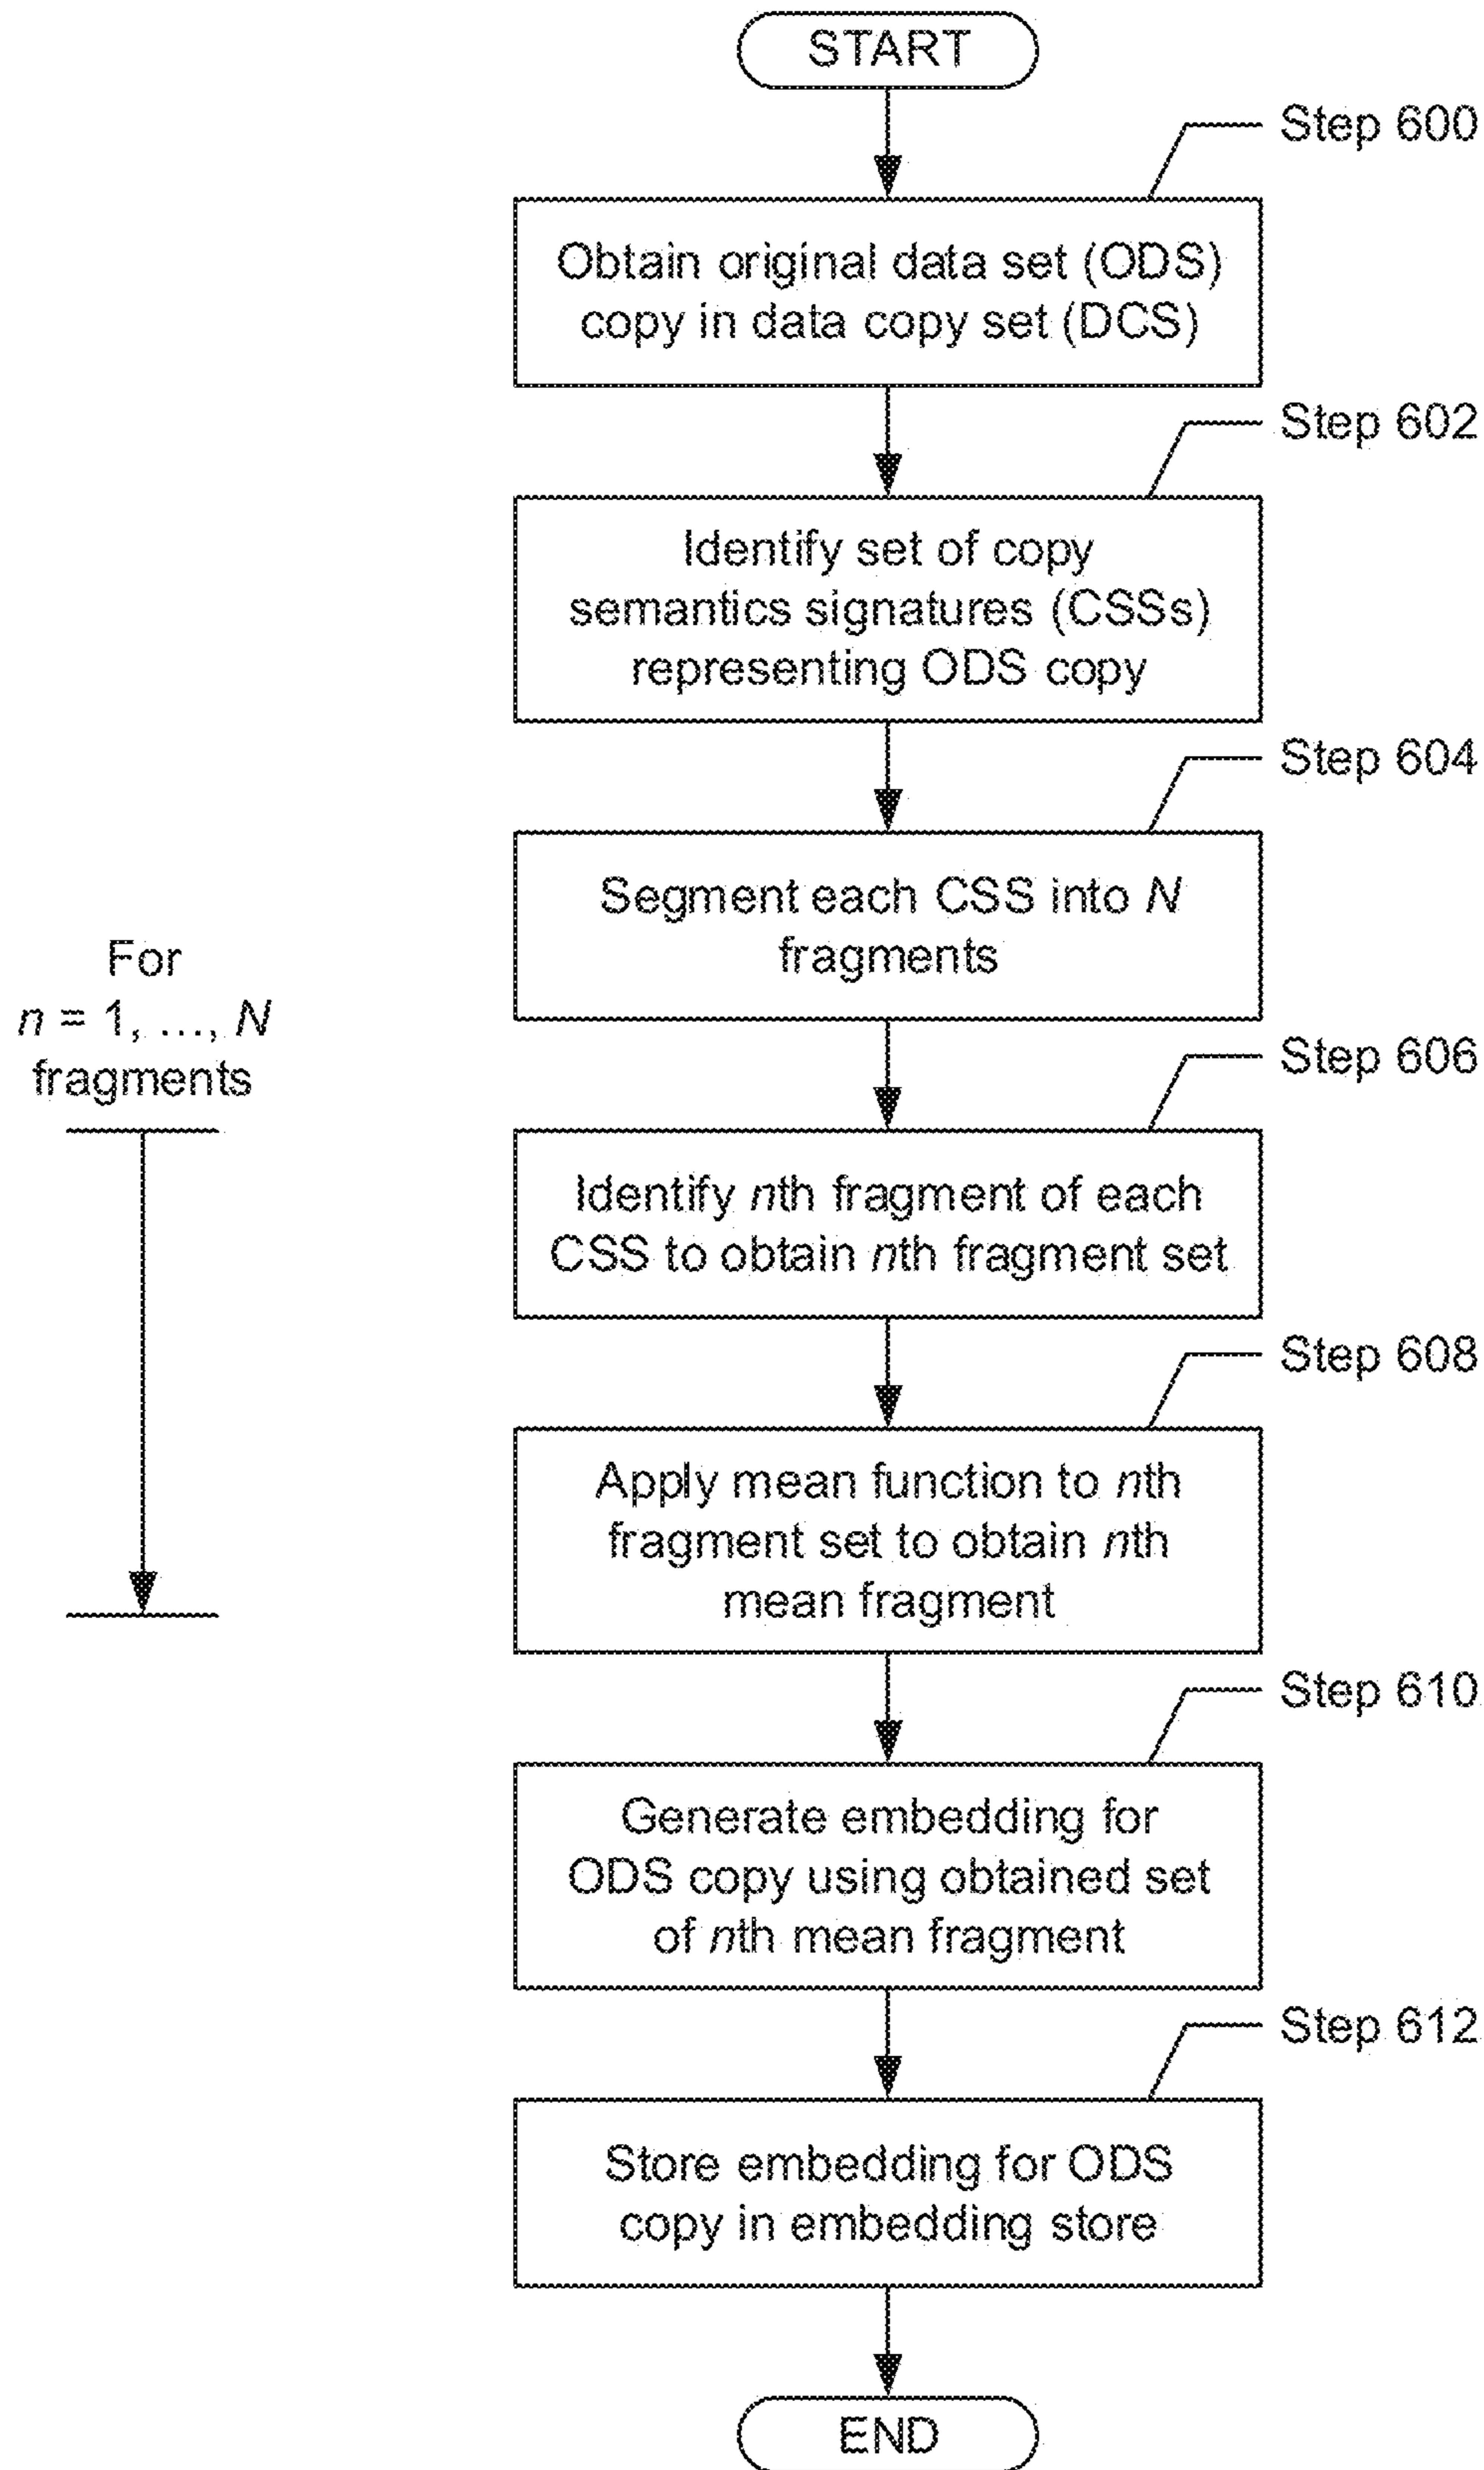 START
Step 600
Obtain original data set (ODS)
copy in data copy set (DCS)
Step 602
Identify set of copy
semantics signatures (CSSs)
representing ODS copy
Step 604
Segment each CSS into N
fragments
For
n = 1, ..., N
fragments
Step 606
Identify nth fragment of each
CSS to obtain nth fragment set
Step 608
Apply mean function to nth
fragment set to obtain nth
mean fragment
Step 610
Generate embedding for
ODS copy using obtained set
of nth mean fragment
Step 612
Store embedding for ODS
copy in embedding store
END